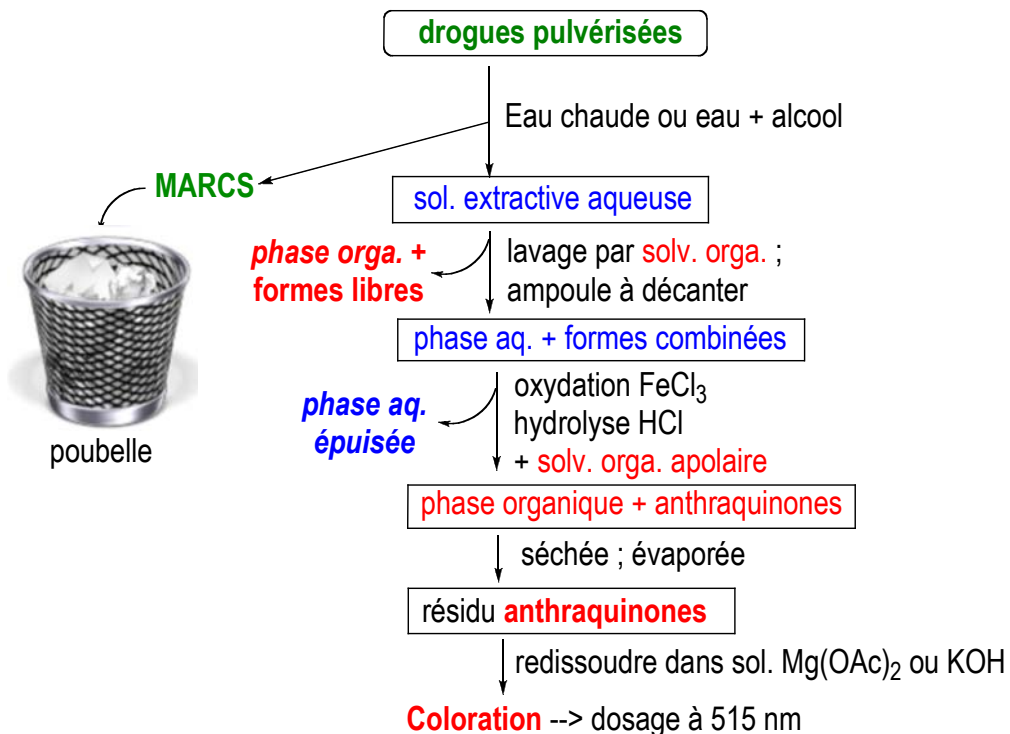 drogues pulvérisées
Eau chaude ou eau + alcool
MARCS
sol. extractive aqueuse
phase orga. +
formes libres
lavage par solv. orga. ;
ampoule à décanter
phase aq. + formes combinées
phase aq.
épuisée
oxydation FeCl₃
hydrolyse HCl
+ solv. orga. apolaire
poubelle
phase organique + anthraquinones
séchée ; évaporée
résidu anthraquinones
redissoudre dans sol. Mg(OAc)₂ ou KOH
Coloration --> dosage à 515 nm